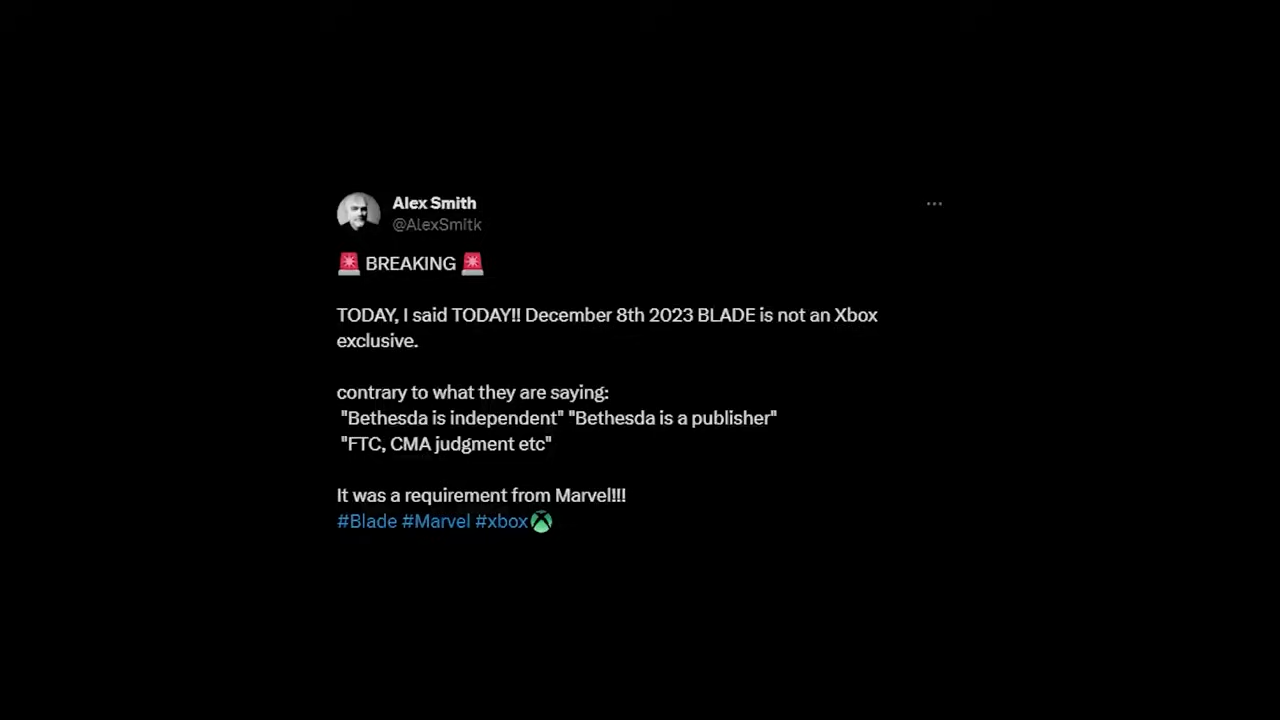 Alex Smith
@AlexSmitk
🚨 BREAKING 🚨
TODAY, I said TODAY!! December 8th 2023 BLADE is not an Xbox
exclusive.
contrary to what they are saying:
"Bethesda is independent" "Bethesda is a publisher"
"FTC, CMA judgment etc"
It was a requirement from Marvel!!!
#Blade #Marvel #xbox